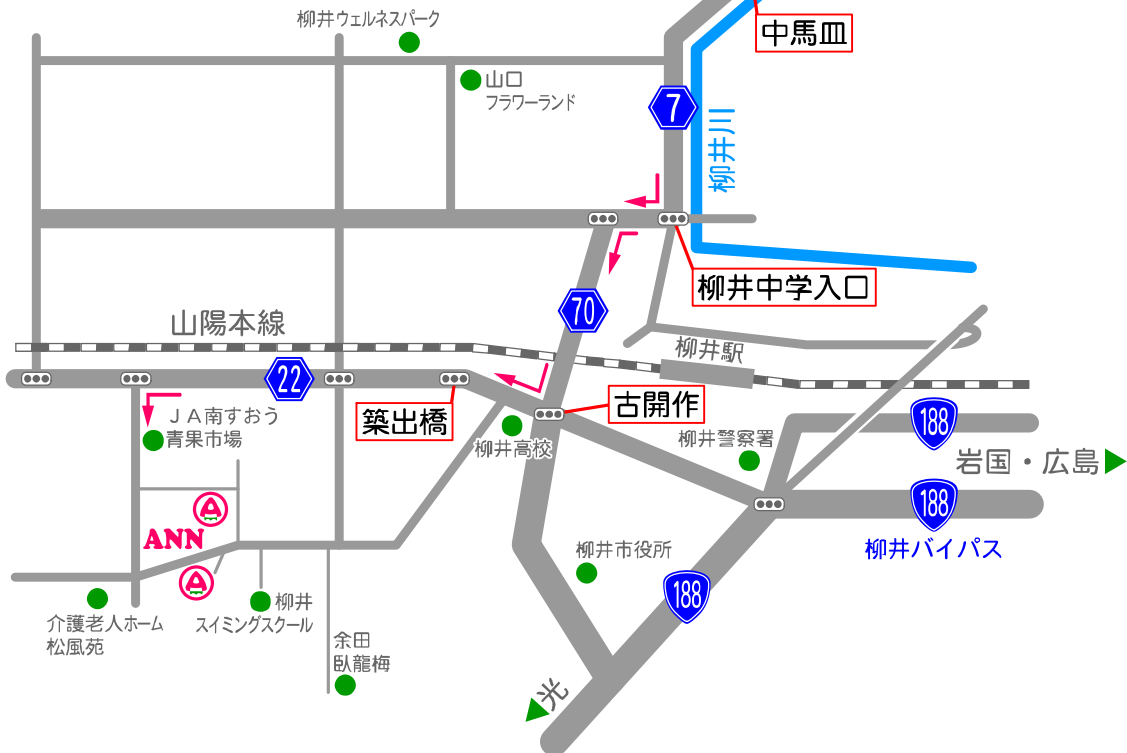 柳井ウェルネスパーク
中馬皿
山口
フラワーランド
7
柳井川
柳井中学入口
70
山陽本線
柳井駅
22
築出橋
古開作
ＪＡ南すおう
青果市場
柳井高校
柳井警察署
188
岩国・広島
188
柳井バイパス
A
ANN
A
柳井市役所
188
介護老人ホーム
松風苑
柳井
スイミングスクール
余田
臥龍梅
光